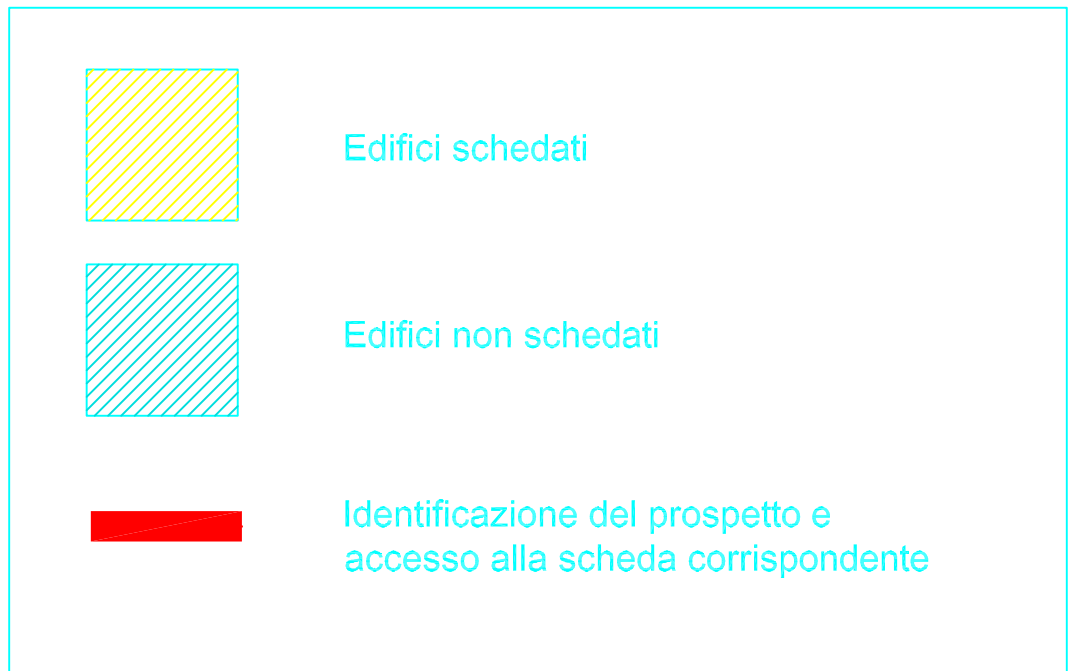 Edifici schedati
Edifici non schedati
Identificazione del prospetto e
accesso alla scheda corrispondente